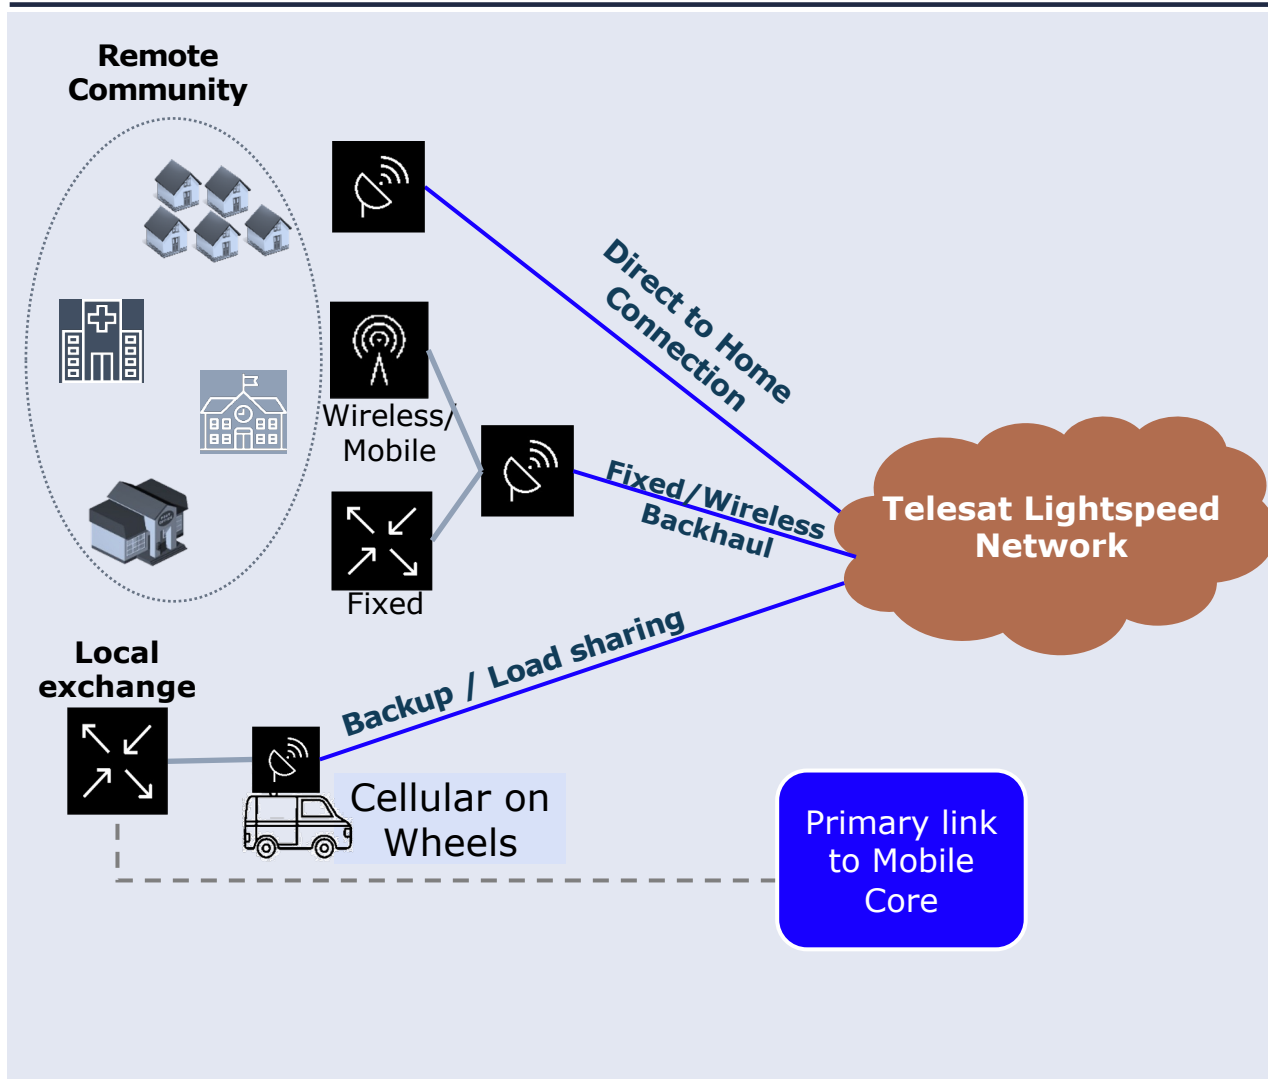 Remote
Community
Direct to Home
Connection
Wireless/
Mobile
Fixed/Wireless
Backhaul
Telesat Lightspeed
Network
Fixed
Local
exchange
Backup / Load sharing
Cellular on
Wheels
Primary link
to Mobile
Core